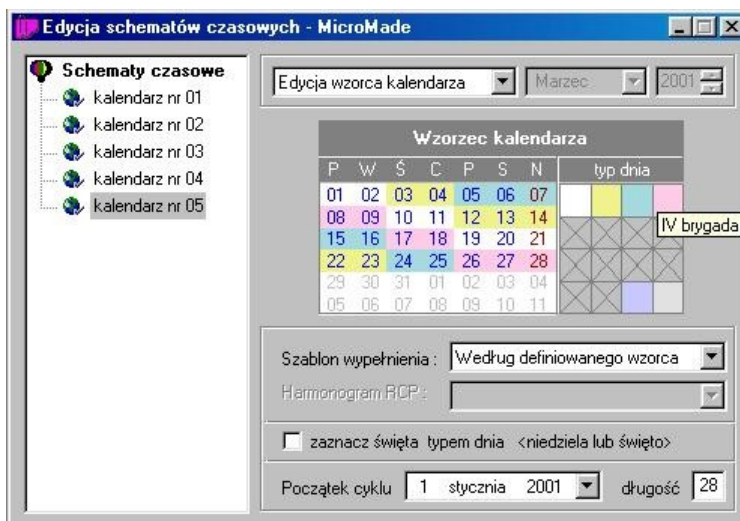 Edycja schematów czasowych - MicroMade
Schematy czasowe
kalendarz nr 01
kalendarz nr 02
kalendarz nr 03
kalendarz nr 04
kalendarz nr 05
Edycja wzorca kalendarza Marzec 2001
Wzorzec kalendarza
P W Ś C P S N typ dnia
01 02 03 04 05 06 07
08 09 10 11 12 13 14
IV brygada
15 16 17 18 19 20 21
22 23 24 25 26 27 28
29 30 31 01 02 03 04
05 06 07 08 09 10 11
Szablon wypełnienia : Według definiowanego wzorca
Harmonogram RCP :
zaznacz święta typem dnia <niedziela lub święto>
Początek cyklu 1 stycznia 2001 długość 28